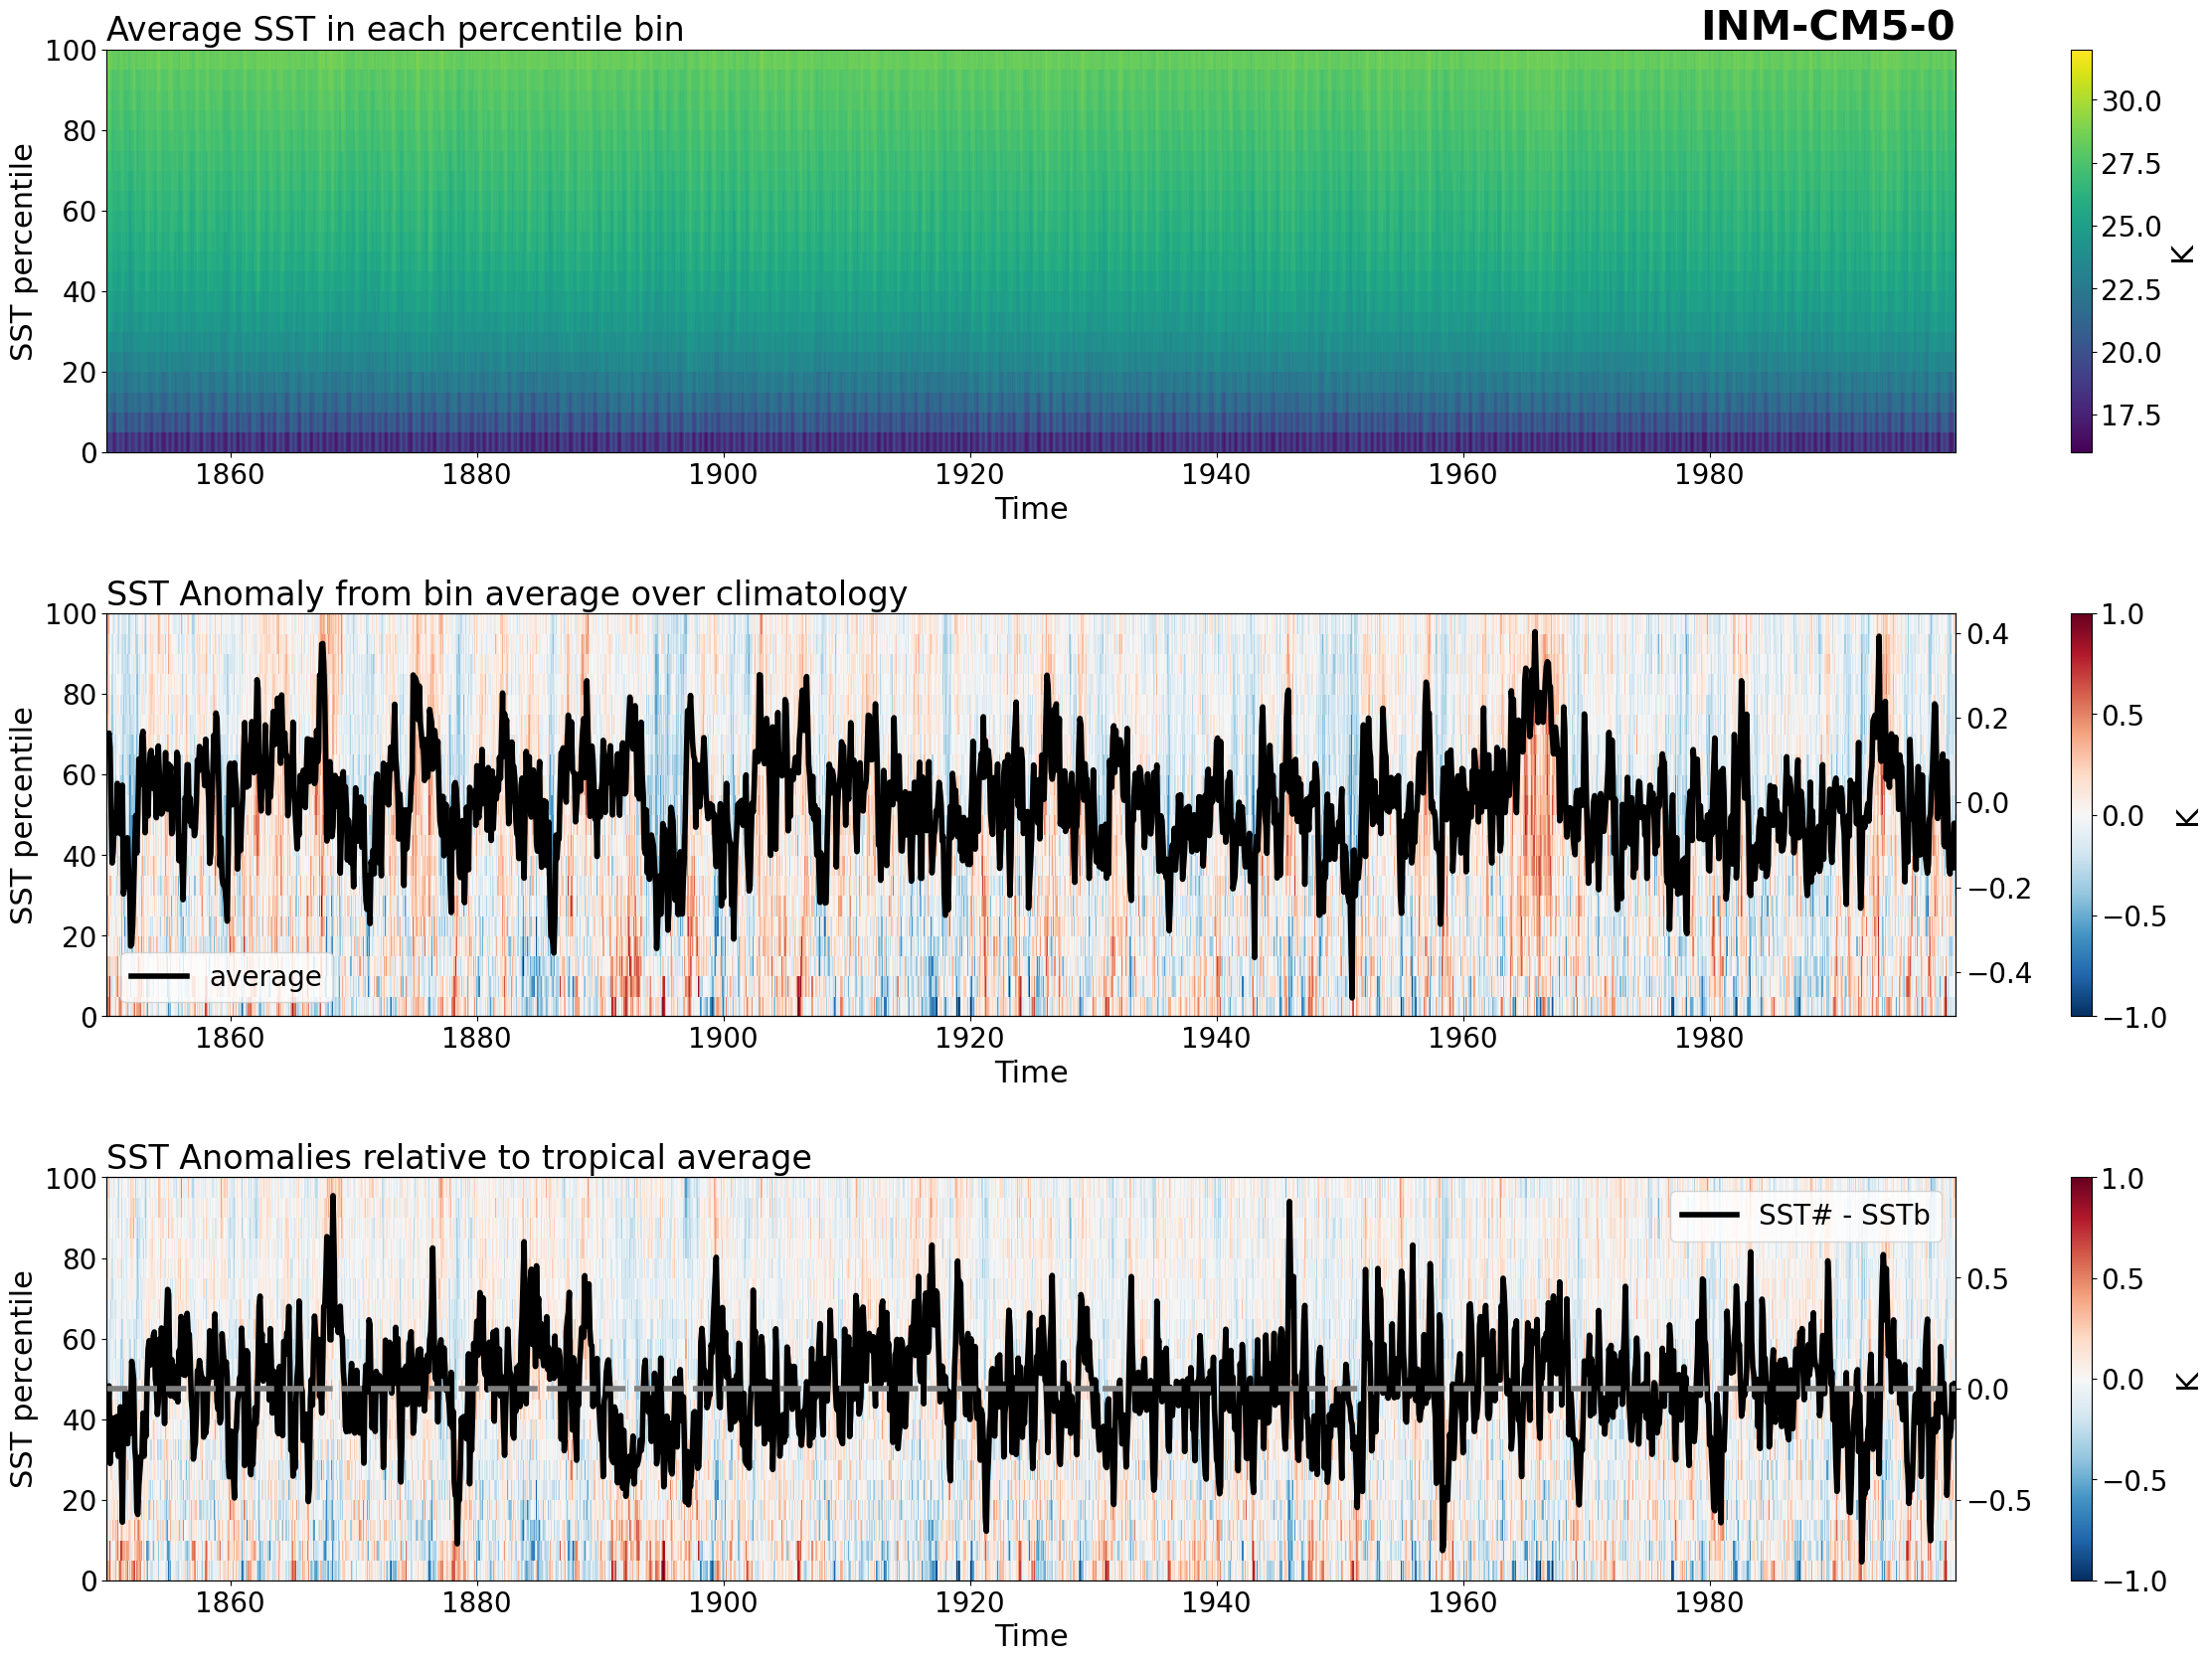 Average SST in each percentile bin
INM-CM5-0
100
80
60
40
20
0
SST percentile
1860 1880 1900 1920 1940 1960 1980
Time
30.0
27.5
25.0
22.5
20.0
17.5
K
SST Anomaly from bin average over climatology
100
80
60
40
20
0
SST percentile
average
1860 1880 1900 1920 1940 1960 1980
Time
0.4
0.2
0.0
−0.2
−0.4
1.0
0.5
0.0
−0.5
−1.0
K
SST Anomalies relative to tropical average
100
80
60
40
20
0
SST percentile
SST# - SSTb
1860 1880 1900 1920 1940 1960 1980
Time
0.5
0.0
−0.5
1.0
0.5
0.0
−0.5
−1.0
K